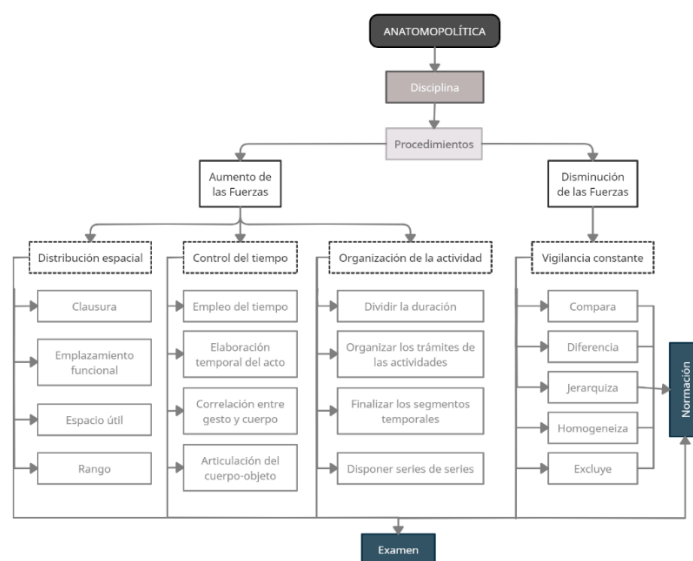 ANATOMOPOLÍTICA
Disciplina
Procedimientos
Aumento de
las Fuerzas
Disminución
de las Fuerzas
Distribución espacial
Control del tiempo
Organización de la actividad
Vigilancia constante
Clausura
Empleo del tiempo
Dividir la duración
Compara
Emplazamiento
funcional
Elaboración
temporal del acto
Organizar los trámites de
las actividades
Diferencia
Jerarquiza
Normación
Espacio útil
Correlación entre
gesto y cuerpo
Finalizar los segmentos
temporales
Homogeneiza
Rango
Articulación del
cuerpo-objeto
Disponer series de series
Excluye
Examen